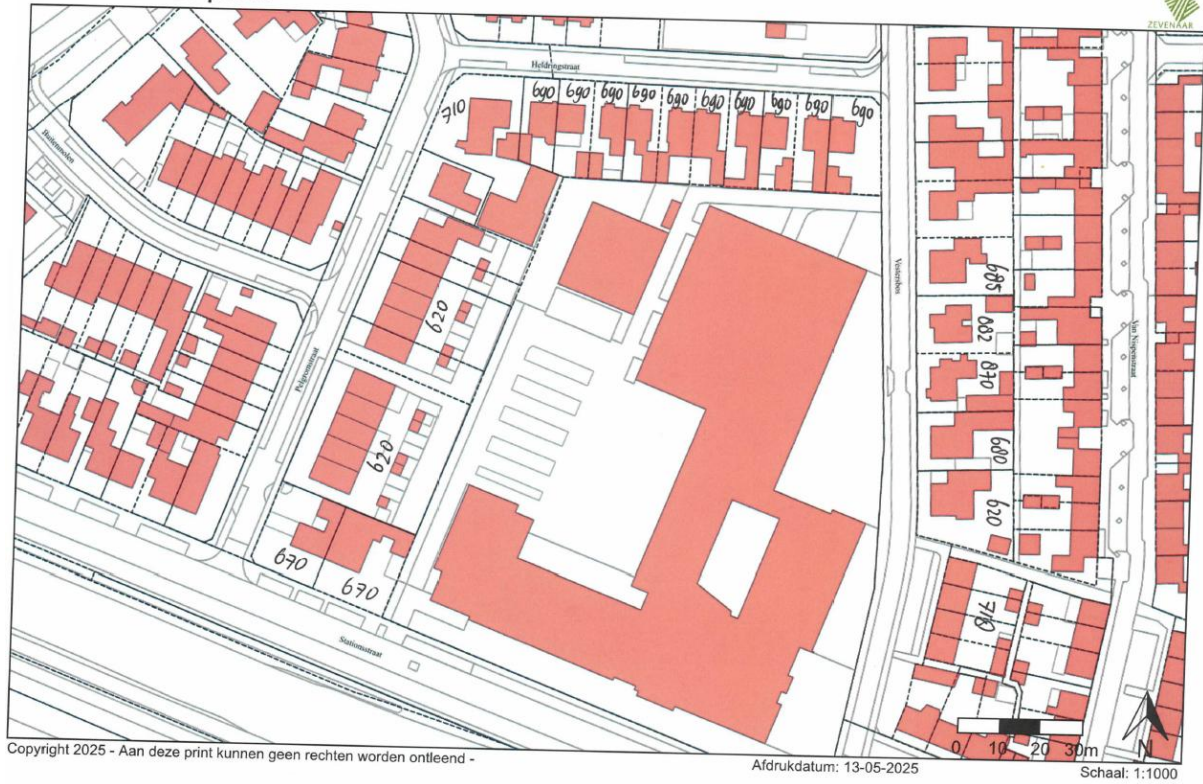 ZEVENAAR
Heldringstraat
710
690 690 690 690 690 690 690 690 690 690
Pelgromstraat
Vestersbos
Van Nispenstraat
685
682
670
680
620
620
620
670
670
710
Stationsstraat
0 10 20 30m
N
Copyright 2025 - Aan deze print kunnen geen rechten worden ontleend -
Afdrukdatum: 13-05-2025
Schaal: 1:1000